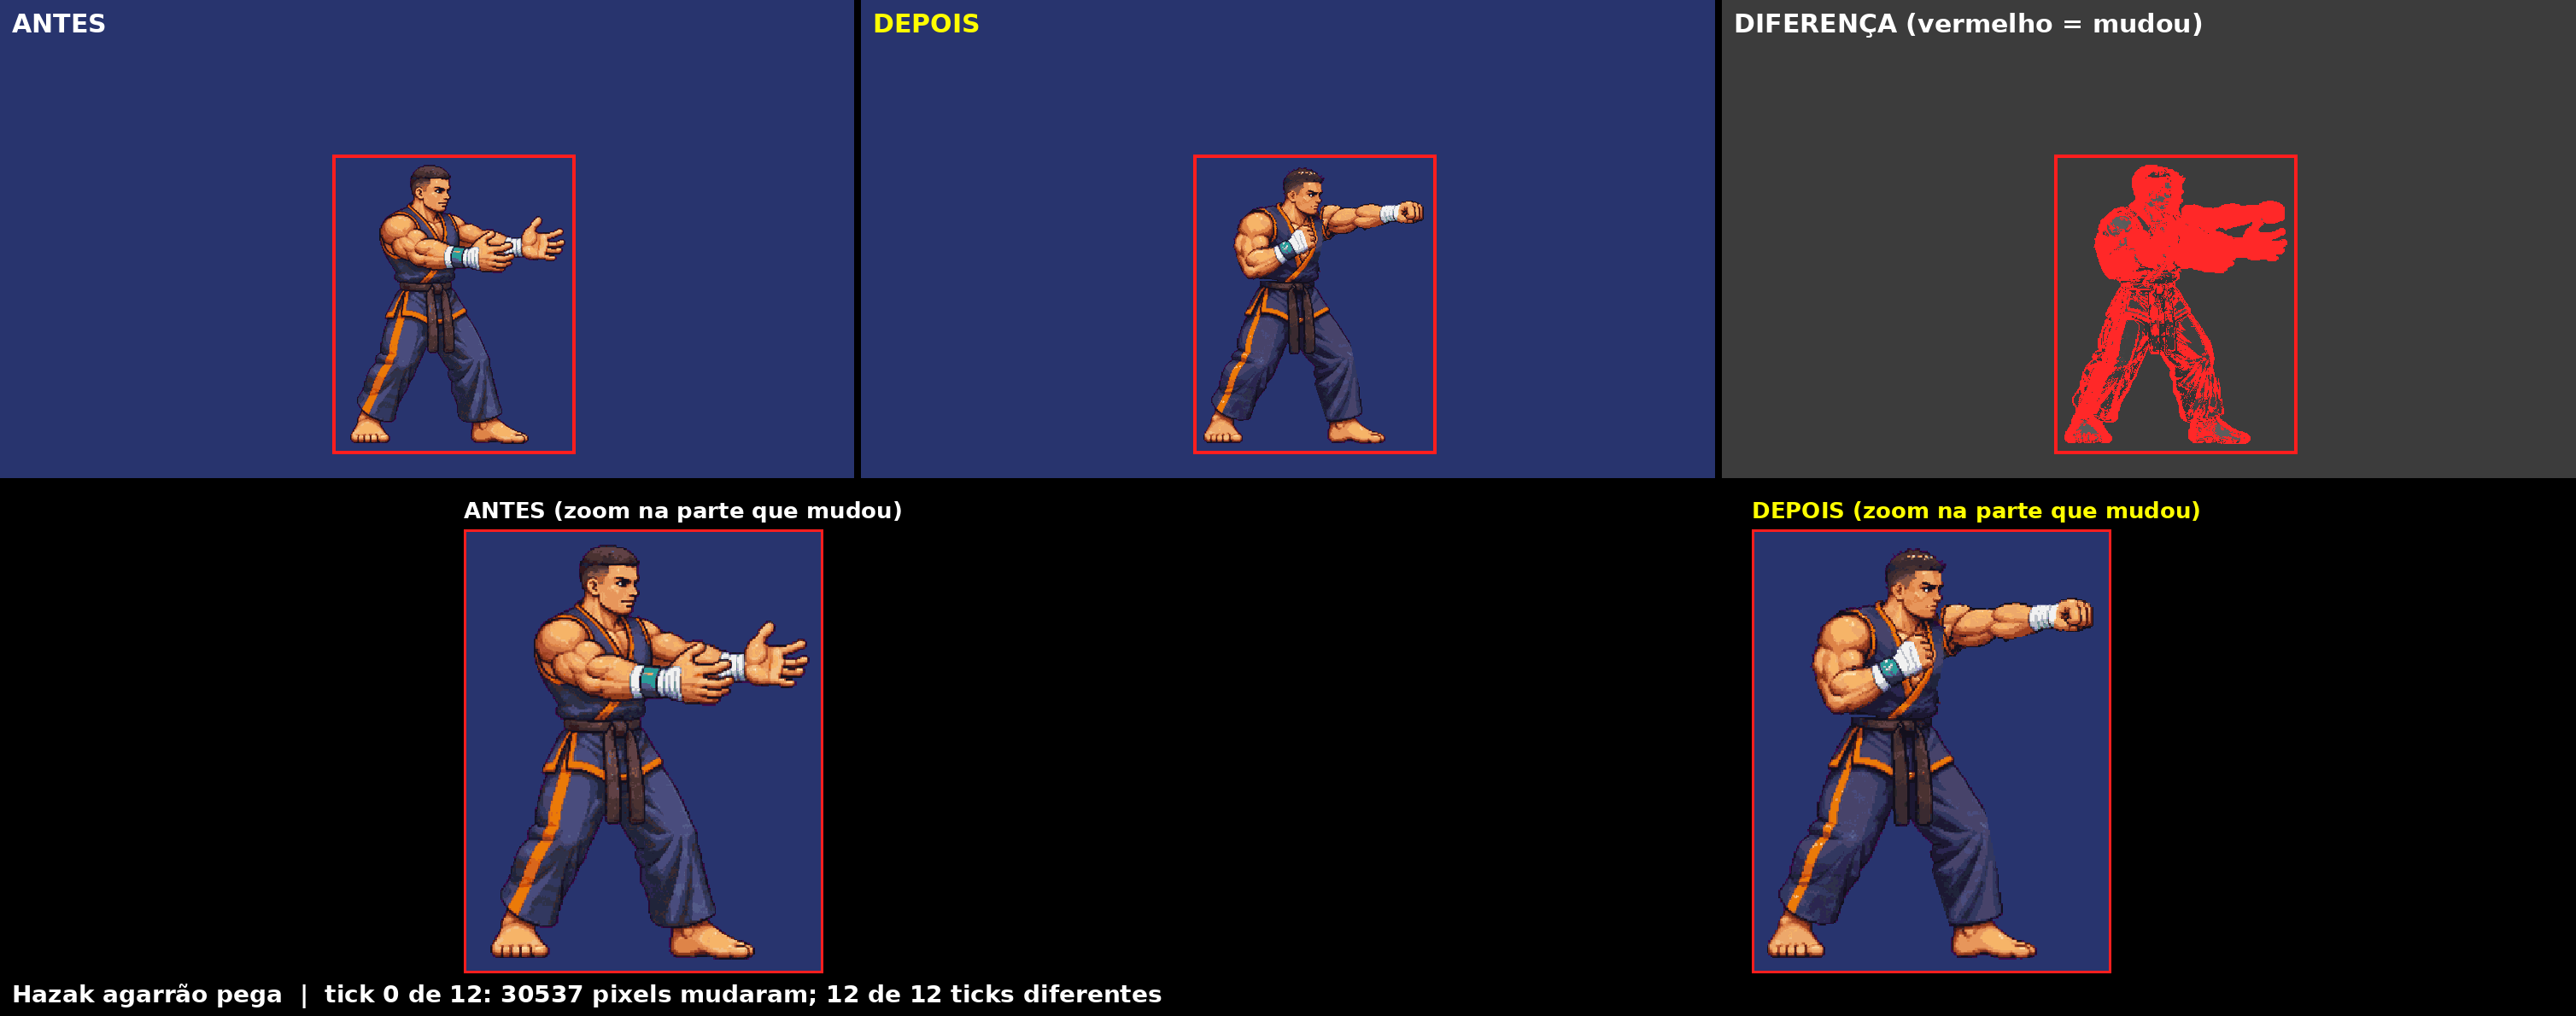 ANTES
DEPOIS
DIFERENÇA (vermelho = mudou)
ANTES (zoom na parte que mudou)
DEPOIS (zoom na parte que mudou)
Hazak agarrão pega | tick 0 de 12: 30537 pixels mudaram; 12 de 12 ticks diferentes